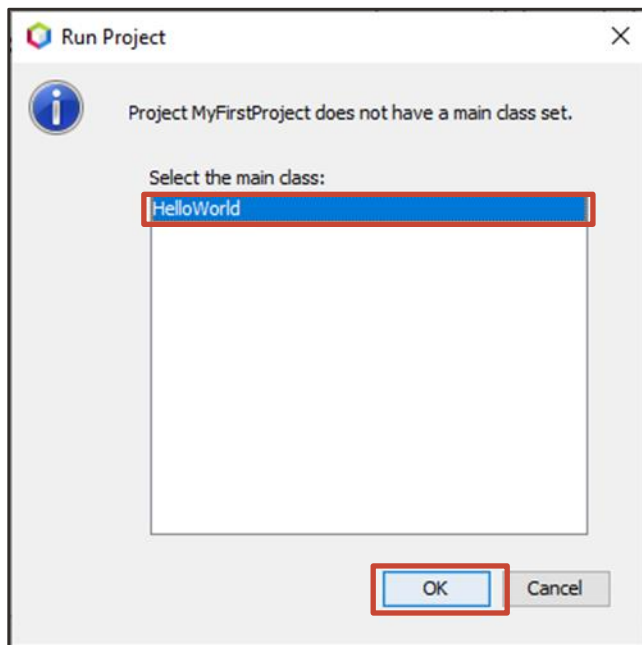 Run Project
Project MyFirstProject does not have a main class set.
Select the main class:
HelloWorld
OK
Cancel